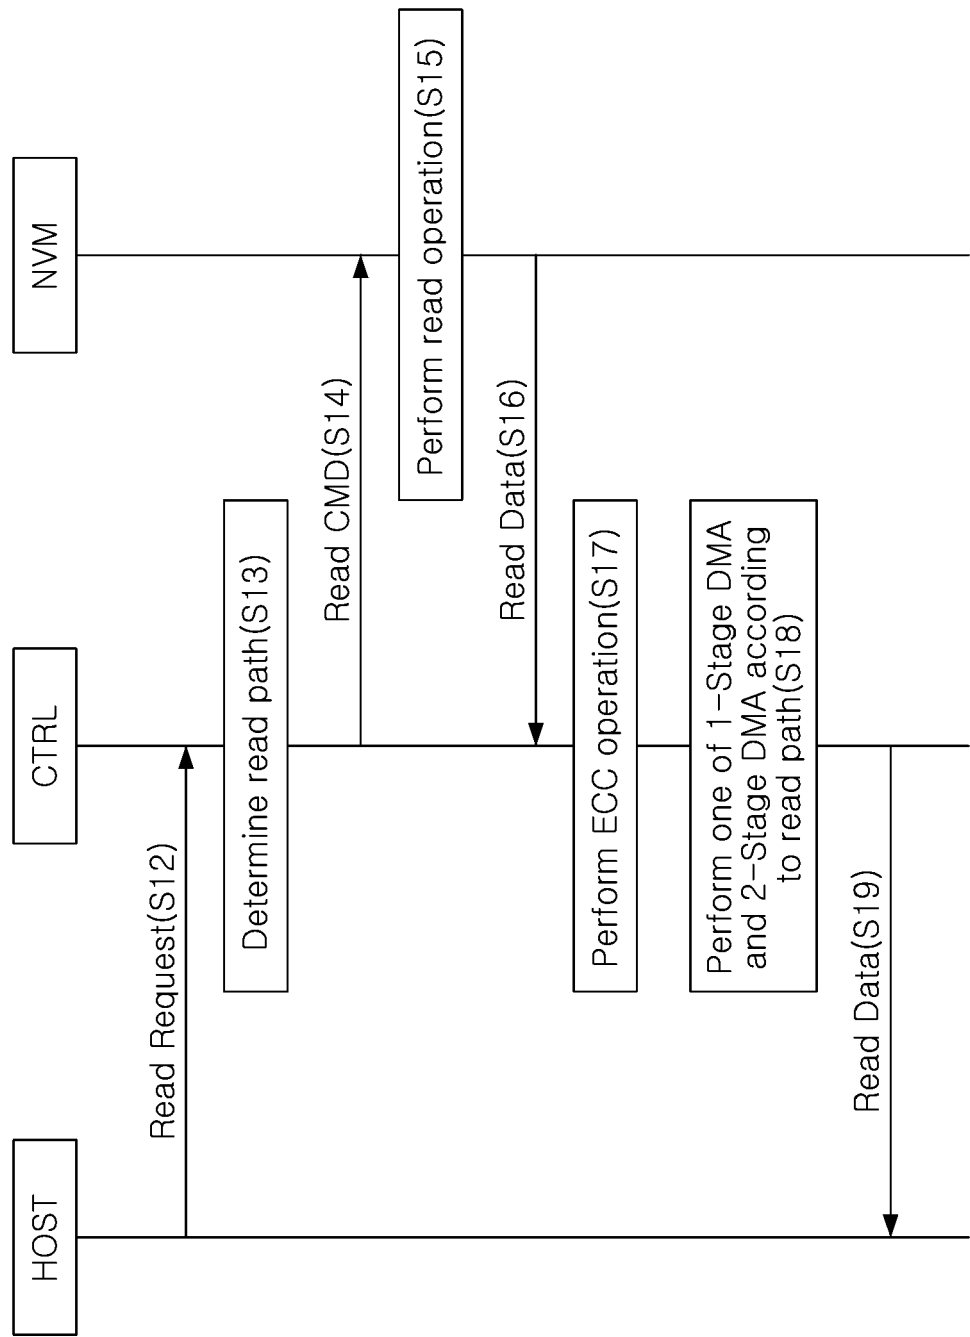 HOST
CTRL
NVM
Read Request(S12)
Determine read path(S13)
Read CMD(S14)
Perform read operation(S15)
Read Data(S16)
Perform ECC operation(S17)
Perform one of 1-Stage DMA
and 2-Stage DMA according
to read path(S18)
Read Data(S19)